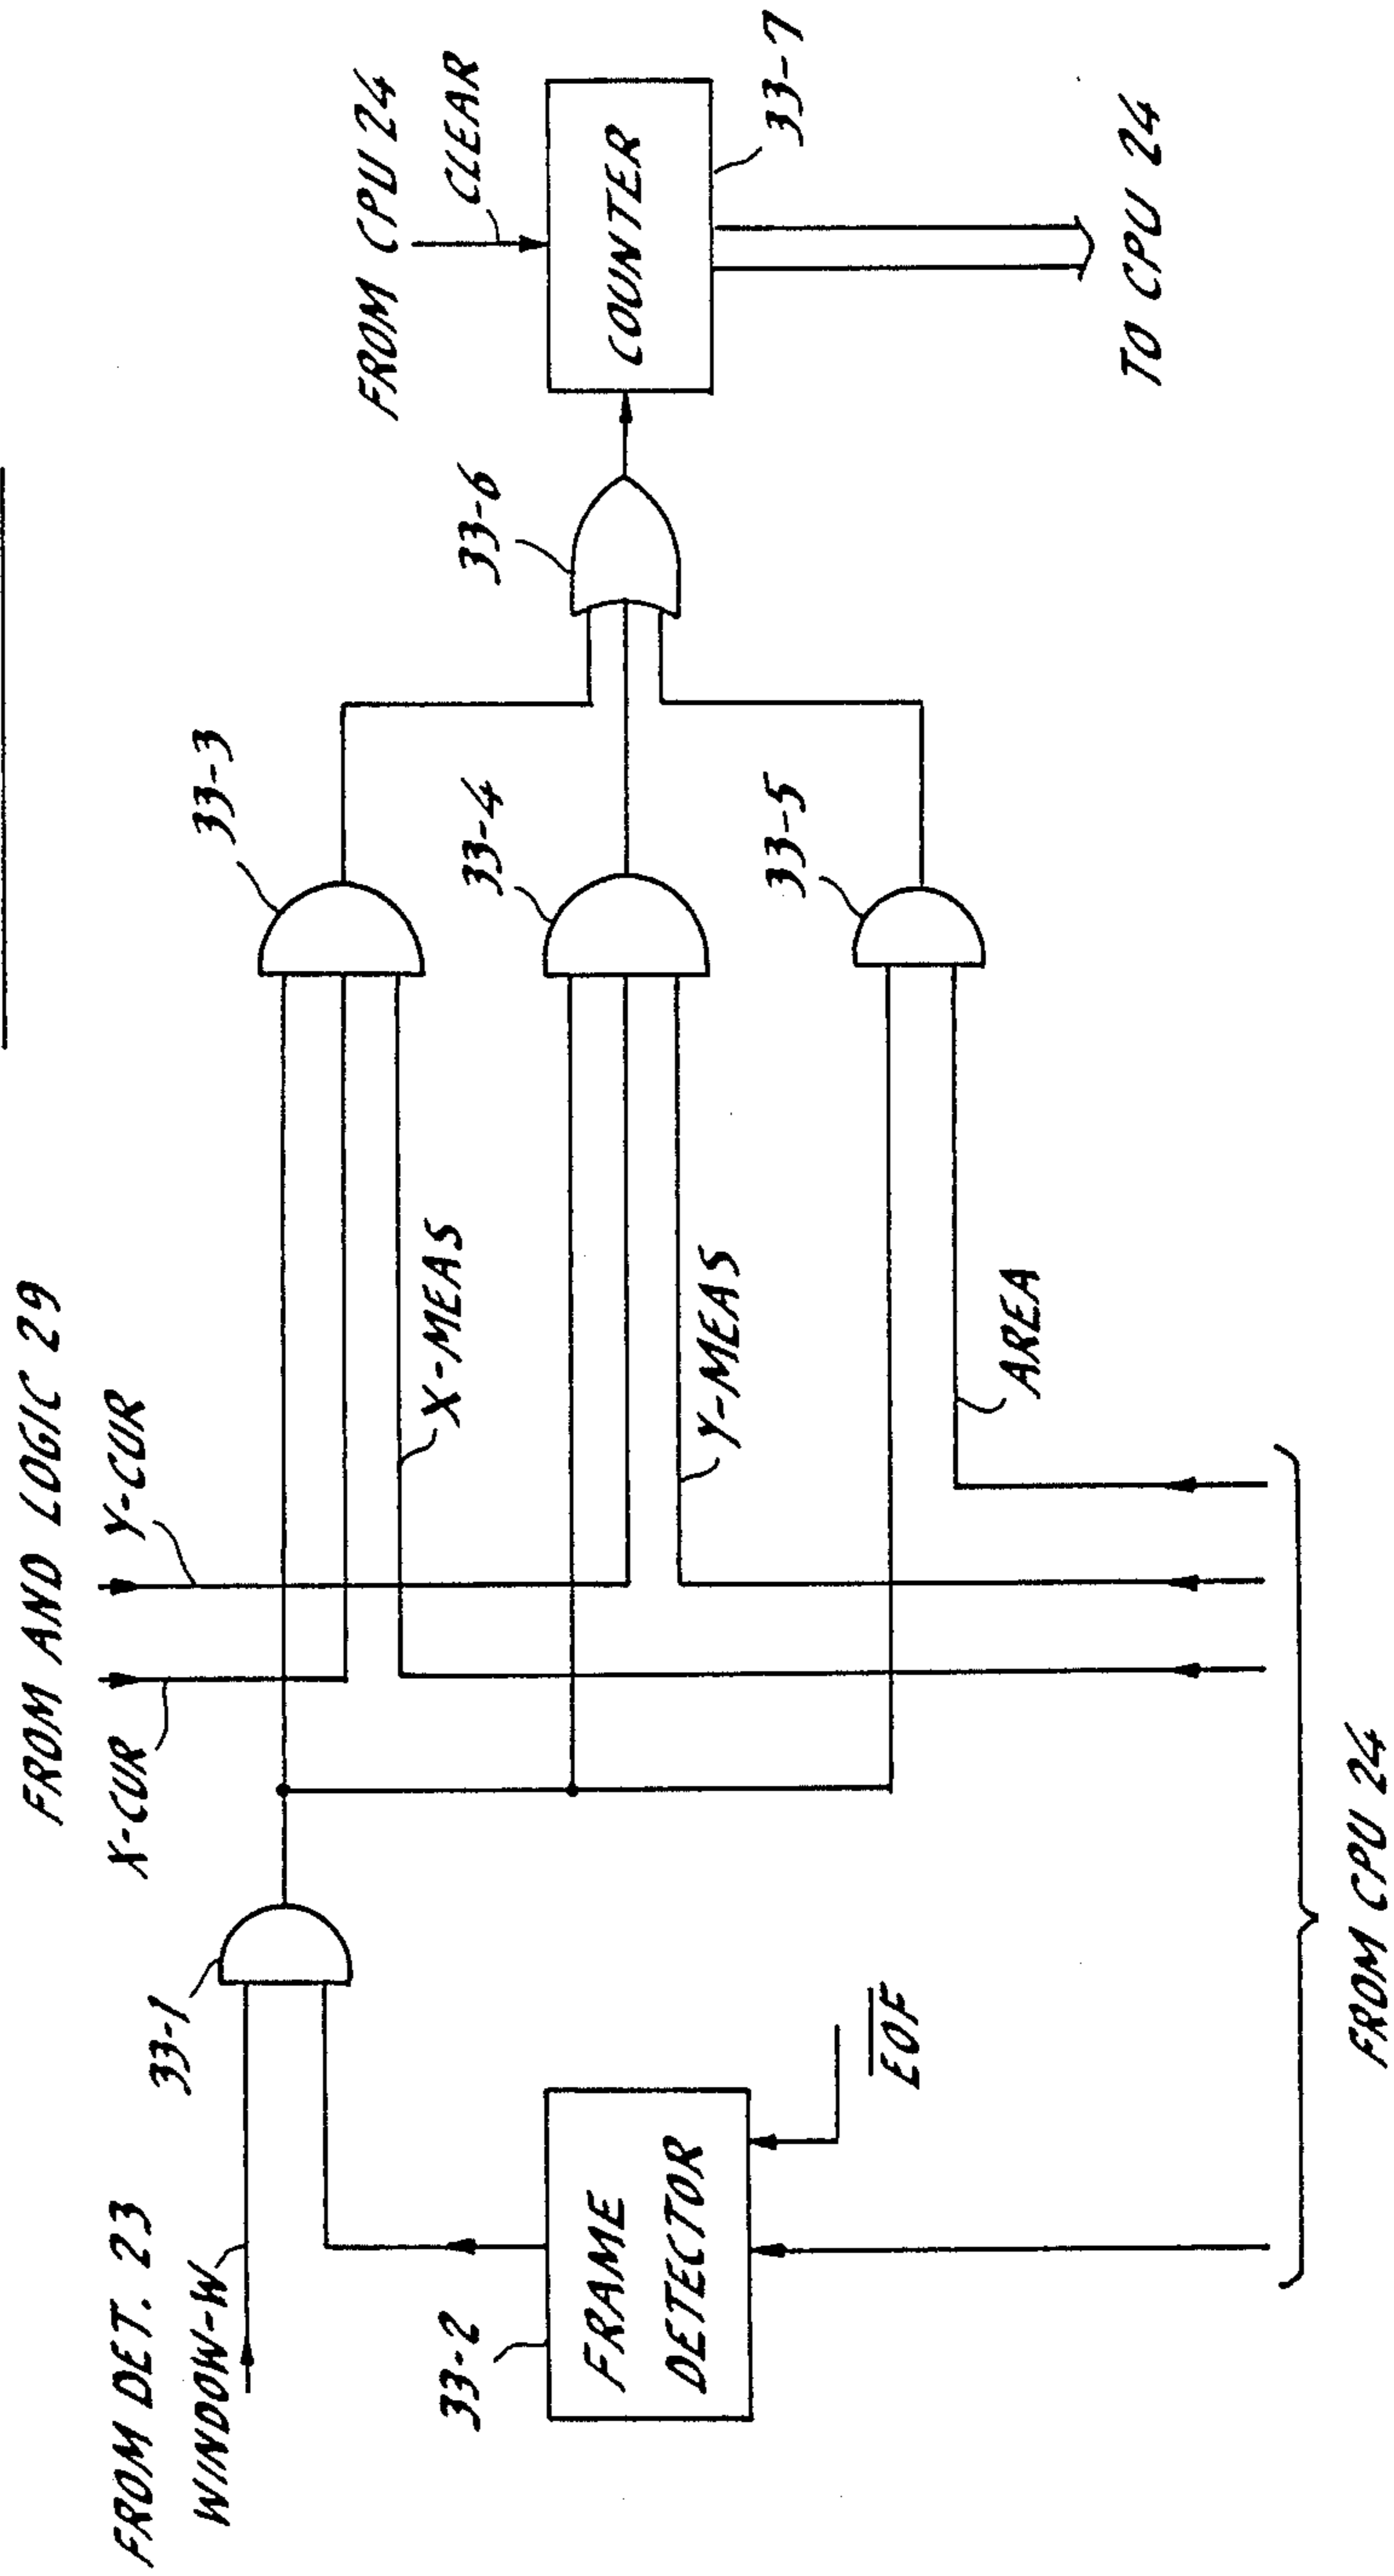 FROM DET. 23
WINDOW-W
33-1
33-2
FRAME
DETECTOR
EOF
FROM AND LOGIC 29
X-CUR
Y-CUR
X-MEAS
Y-MEAS
AREA
FROM CPU 24
33-3
33-4
33-5
33-6
FROM CPU 24
CLEAR
COUNTER
33-7
TO CPU 24